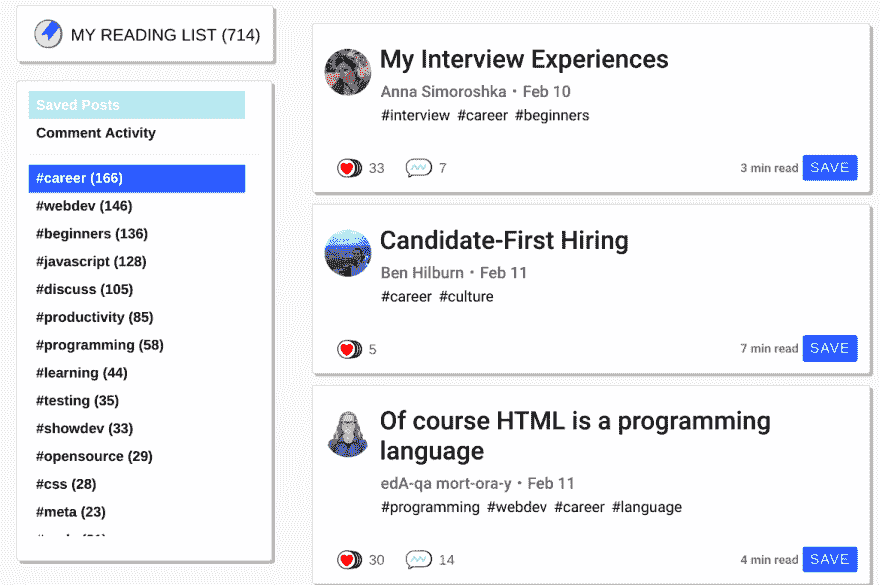 MY READING LIST (714)
Saved Posts
Comment Activity
#career (166)
#webdev (146)
#beginners (136)
#javascript (128)
#discuss (105)
#productivity (85)
#programming (58)
#learning (44)
#testing (35)
#showdev (33)
#opensource (29)
#css (28)
#meta (23)
My Interview Experiences
Anna Simoroshka • Feb 10
#interview #career #beginners
33 7 3 min read SAVE
Candidate-First Hiring
Ben Hilburn • Feb 11
#career #culture
5 7 min read SAVE
Of course HTML is a programming
language
edA-qa mort-ora-y • Feb 11
#programming #webdev #career #language
30 14 4 min read SAVE